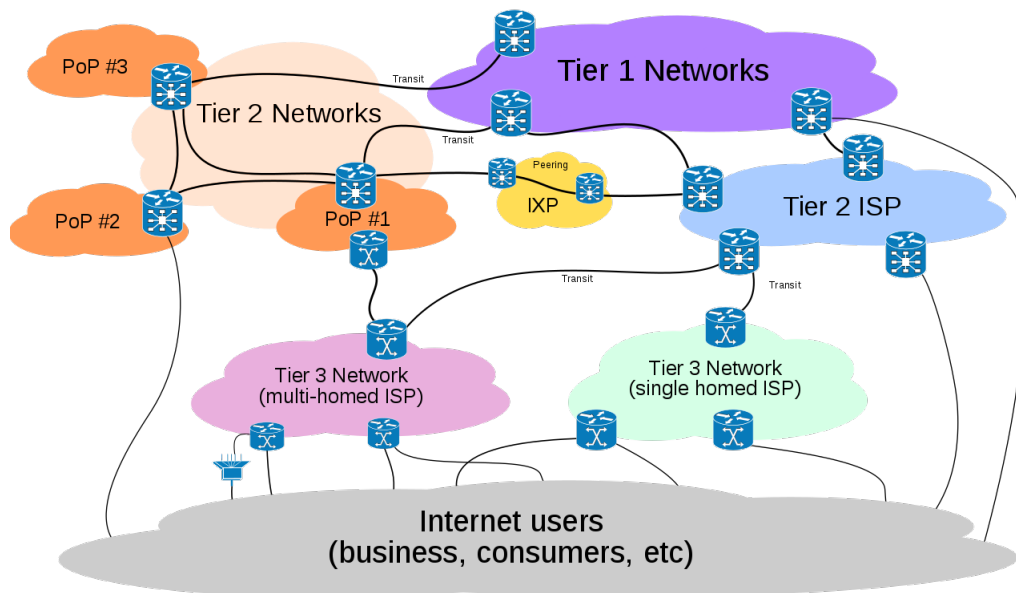 PoP #3
Transit
Tier 1 Networks
Tier 2 Networks
Transit
Peering
IXP
PoP #2
PoP #1
Tier 2 ISP
Transit
Transit
Tier 3 Network
(multi-homed ISP)
Tier 3 Network
(single homed ISP)
Internet users
(business, consumers, etc)